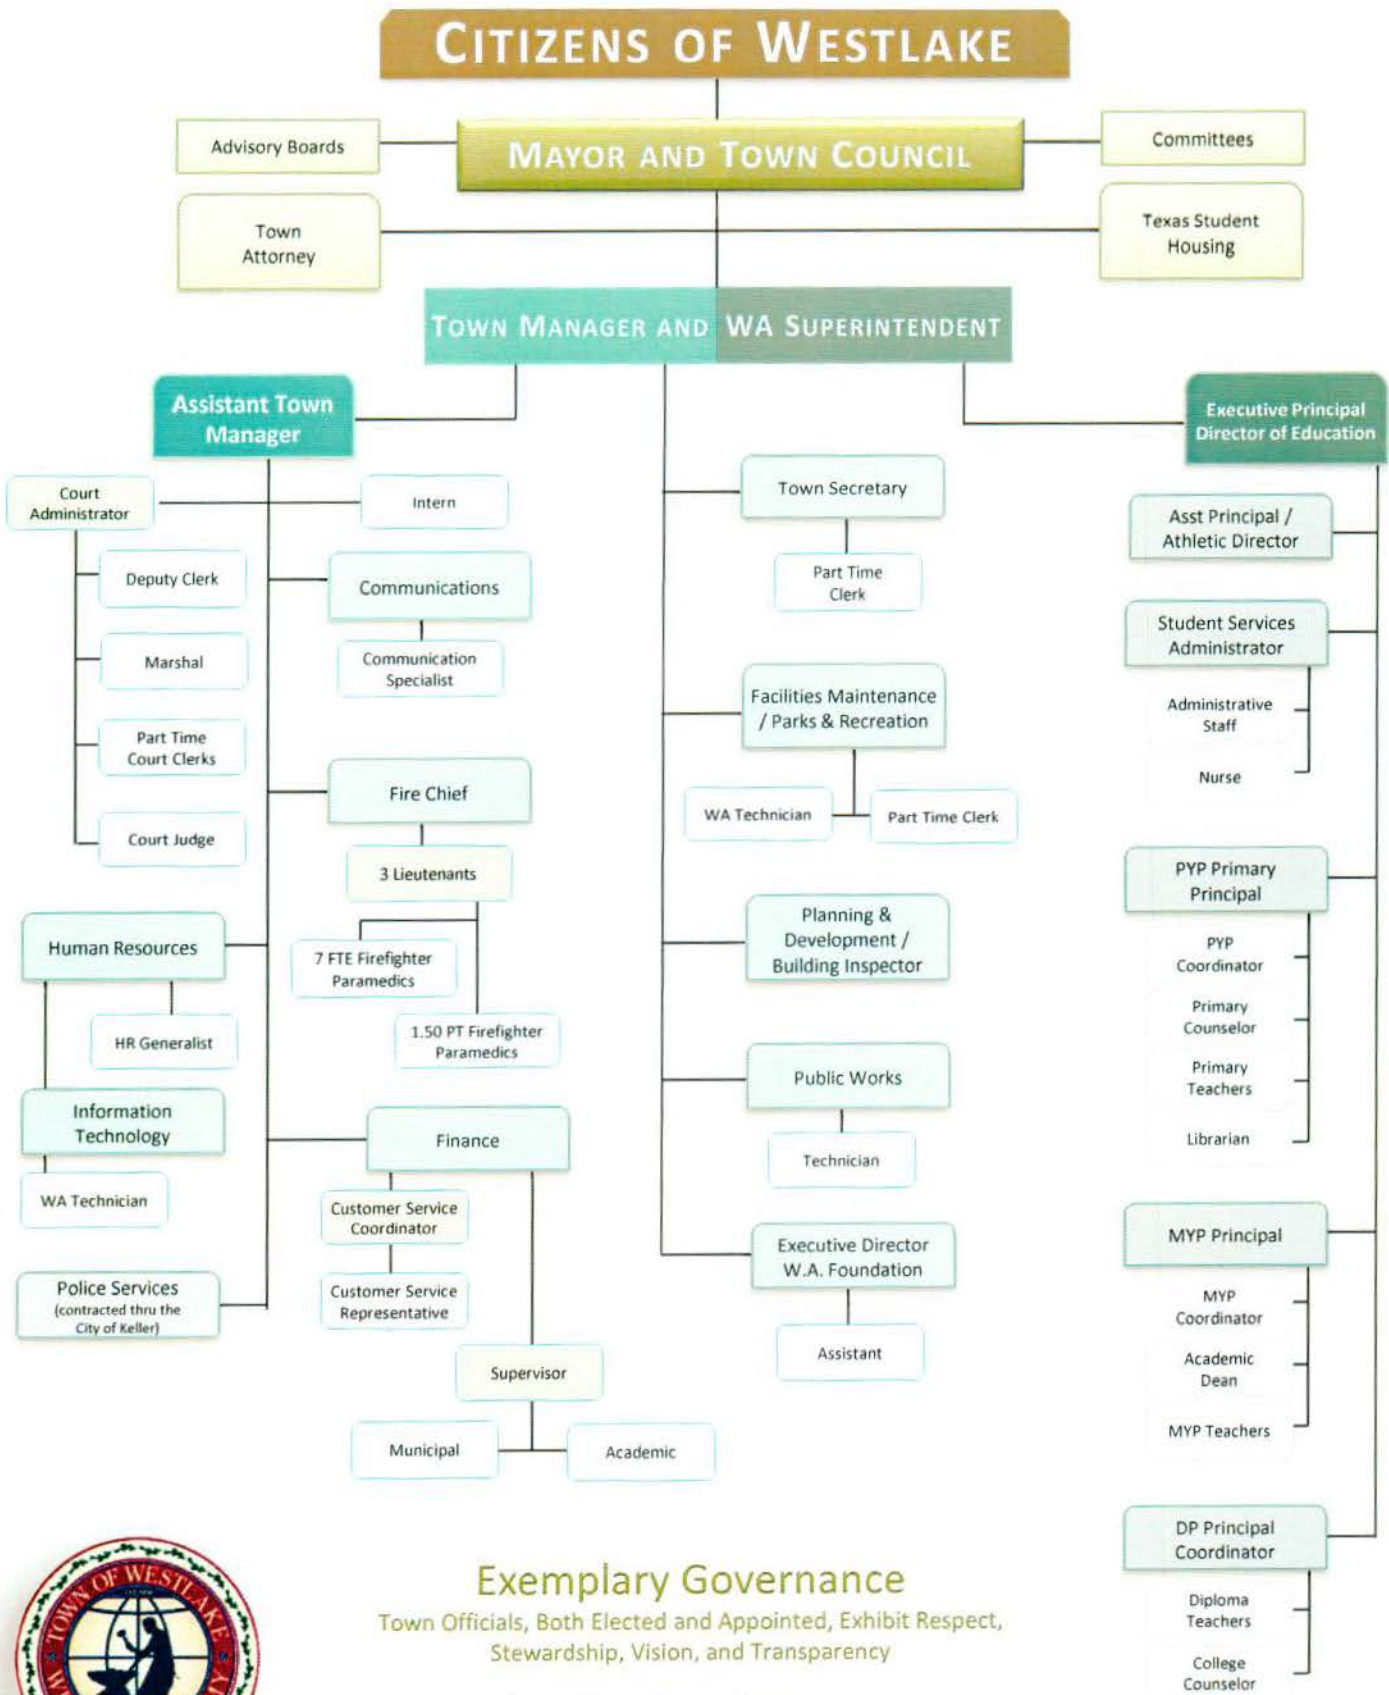 CITIZENS OF WESTLAKE
Advisory Boards
MAYOR AND TOWN COUNCIL
Committees
Town
Attorney
Texas Student
Housing
TOWN MANAGER AND WA SUPERINTENDENT
Assistant Town
Manager
Executive Principal
Director of Education
Court
Administrator
Intern
Deputy Clerk
Marshal
Part Time
Court Clerks
Court Judge
Communications
Communication
Specialist
Fire Chief
3 Lieutenants
7 FTE Firefighter
Paramedics
1.50 PT Firefighter
Paramedics
Human Resources
HR Generalist
Information
Technology
WA Technician
Police Services
(contracted thru the
City of Keller)
Finance
Customer Service
Coordinator
Customer Service
Representative
Supervisor
Municipal
Academic
Town Secretary
Part Time
Clerk
Facilities Maintenance
/ Parks & Recreation
WA Technician
Part Time Clerk
Planning &
Development /
Building Inspector
Public Works
Technician
Executive Director
W.A. Foundation
Assistant
Asst Principal /
Athletic Director
Student Services
Administrator
Administrative
Staff
Nurse
PYP Primary
Principal
PYP
Coordinator
Primary
Counselor
Primary
Teachers
Librarian
MYP Principal
MYP
Coordinator
Academic
Dean
MYP Teachers
DP Principal
Coordinator
Diploma
Teachers
College
Counselor
TOWN OF WESTLAKE
Exemplary Governance
Town Officials, Both Elected and Appointed, Exhibit Respect,
Stewardship, Vision, and Transparency